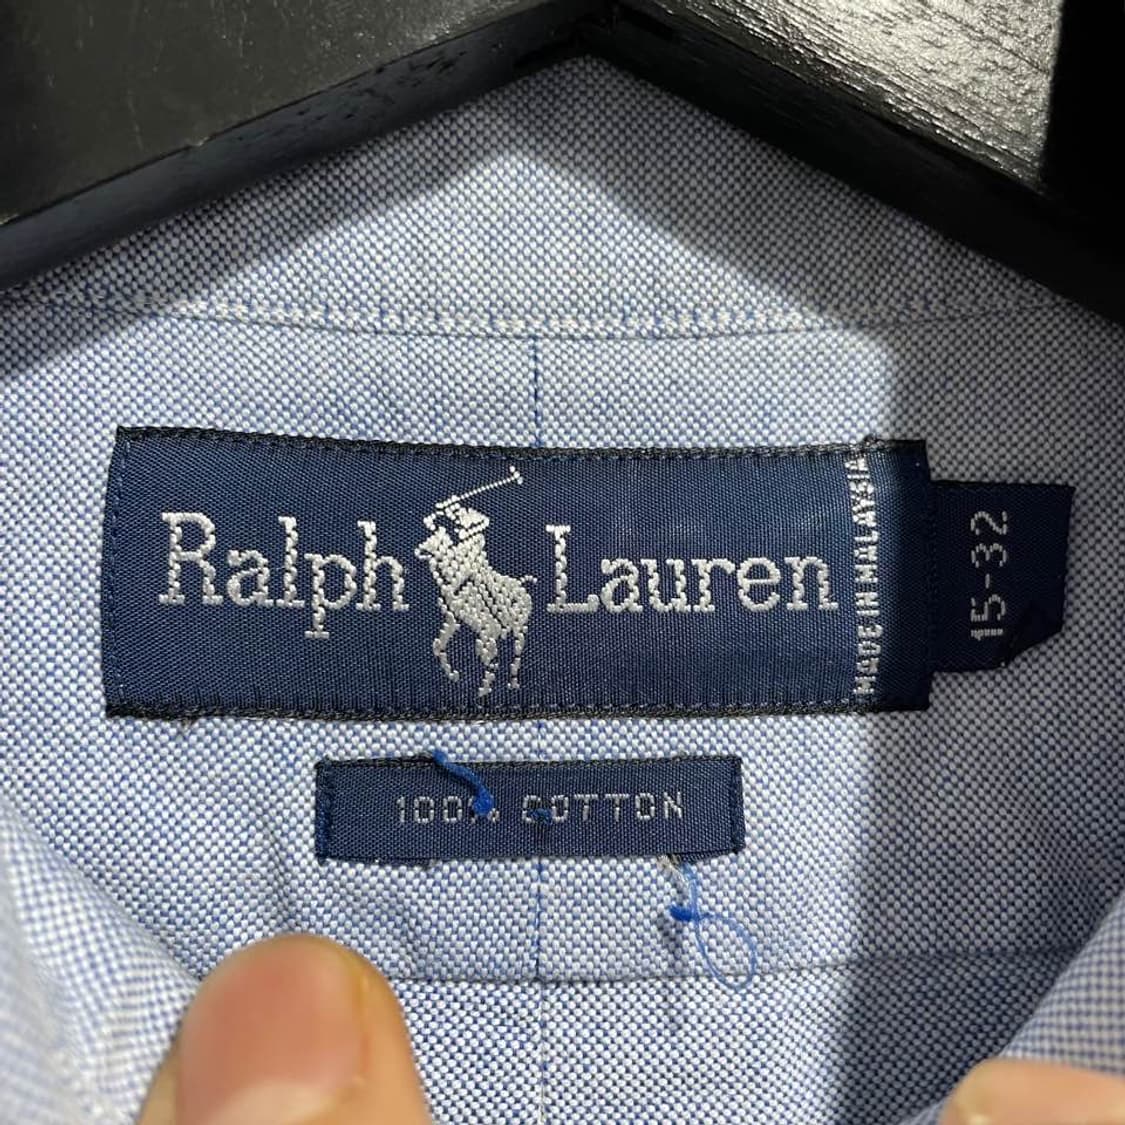 Ralph Lauren
MADE IN MALAYSIA
15-32
100% COTTON